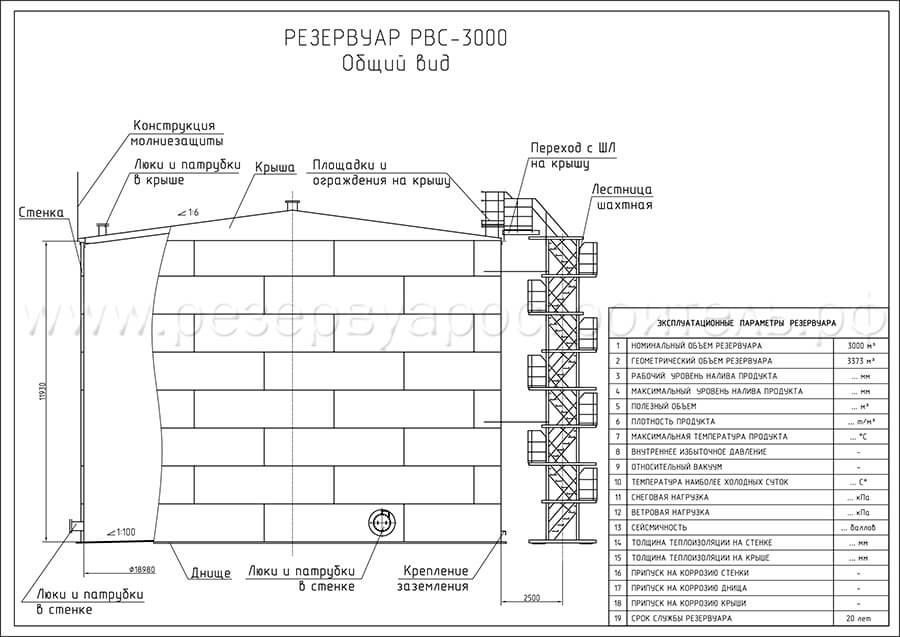 РЕЗЕРВУАР РВС-3000
Общий вид
Конструкция
молниезащиты
Люки и патрубки
в крыше
Крыша
Площадки и
ограждения на крышу
Переход с ШЛ
на крышу
Лестница
шахтная
Стенка
1:6
www.резервуаростроитель.рф
11930
1:100
Ø18980
Днище
Люки и патрубки
в стенке
Люки и патрубки
в стенке
Крепление
заземления
2500
ЭКСПЛУАТАЦИОННЫЕ ПАРАМЕТРЫ РЕЗЕРВУАРА
1 НОМИНАЛЬНЫЙ ОБЪЕМ РЕЗЕРВУАРА 3000 м³
2 ГЕОМЕТРИЧЕСКИЙ ОБЪЕМ РЕЗЕРВУАРА 3373 м³
3 РАБОЧИЙ УРОВЕНЬ НАЛИВА ПРОДУКТА ... мм
4 МАКСИМАЛЬНЫЙ УРОВЕНЬ НАЛИВА ПРОДУКТА ... мм
5 ПОЛЕЗНЫЙ ОБЪЕМ ... м³
6 ПЛОТНОСТЬ ПРОДУКТА ... т/м³
7 МАКСИМАЛЬНАЯ ТЕМПЕРАТУРА ПРОДУКТА ... °С
8 ВНУТРЕННЕЕ ИЗБЫТОЧНОЕ ДАВЛЕНИЕ -
9 ОТНОСИТЕЛЬНЫЙ ВАКУУМ -
10 ТЕМПЕРАТУРА НАИБОЛЕЕ ХОЛОДНЫХ СУТОК ... С°
11 СНЕГОВАЯ НАГРУЗКА ... кПа
12 ВЕТРОВАЯ НАГРУЗКА ... кПа
13 СЕЙСМИЧНОСТЬ ... баллов
14 ТОЛЩИНА ТЕПЛОИЗОЛЯЦИИ НА СТЕНКЕ ... мм
15 ТОЛЩИНА ТЕПЛОИЗОЛЯЦИИ НА КРЫШЕ ... мм
16 ПРИПУСК НА КОРРОЗИЮ СТЕНКИ -
17 ПРИПУСК НА КОРРОЗИЮ ДНИЩА -
18 ПРИПУСК НА КОРРОЗИЮ КРЫШИ -
19 СРОК СЛУЖБЫ РЕЗЕРВУАРА 20 лет